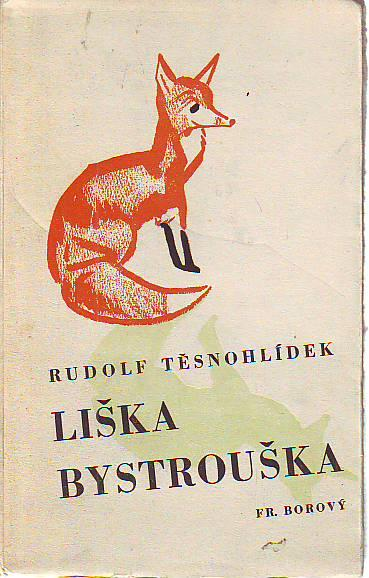 RUDOLF TĚSNOHLÍDEK
LIŠKA
BYSTROUŠKA
FR. BOROVÝ